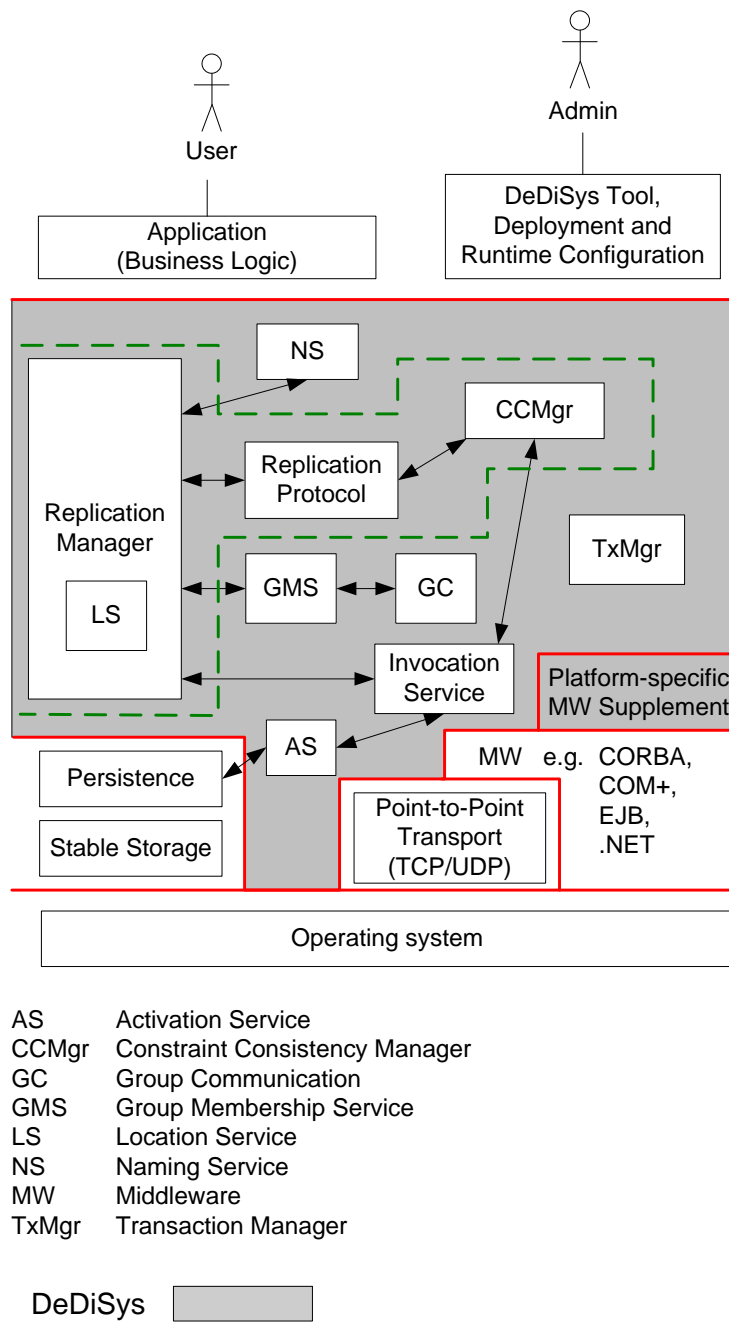 User
Admin
Application
(Business Logic)
DeDiSys Tool,
Deployment and
Runtime Configuration
NS
CCMgr
Replication
Protocol
Replication
Manager
LS
TxMgr
GMS
GC
Invocation
Service
Platform-specific
MW Supplement
AS
Persistence
Stable Storage
MW e.g. CORBA,
COM+,
EJB,
.NET
Point-to-Point
Transport
(TCP/UDP)
Operating system
AS Activation Service
CCMgr Constraint Consistency Manager
GC Group Communication
GMS Group Membership Service
LS Location Service
NS Naming Service
MW Middleware
TxMgr Transaction Manager
DeDiSys